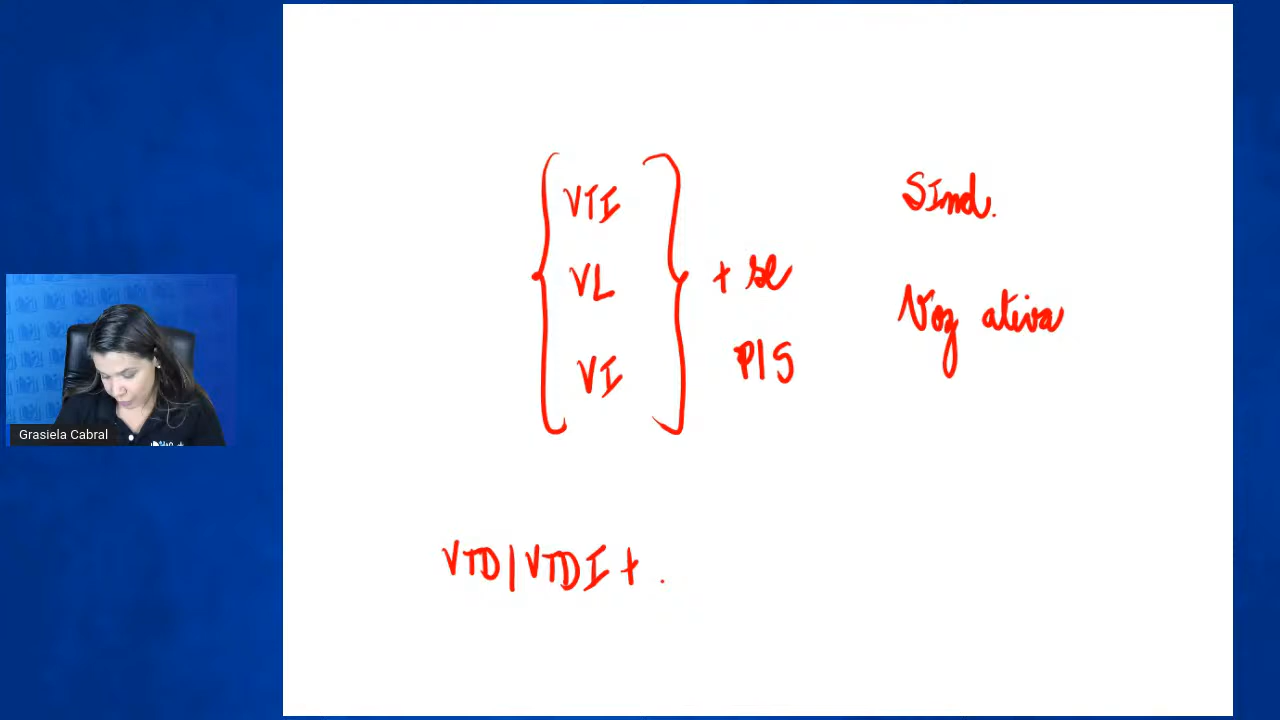 VTI
SInd.
VL
+ se
Voz ativa
VI
PIS
Grasiela Cabral
VTD|VTDI + .